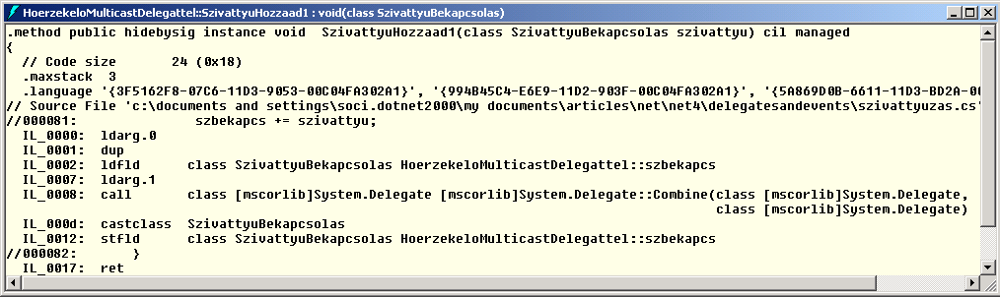 HoerzekeloMulticastDelegattel::SzivattyuHozzaad1 : void(class SzivattyuBekapcsolas)
.method public hidebysig instance void  SzivattyuHozzaad1(class SzivattyuBekapcsolas szivattyu) cil managed
{
  // Code size       24 (0x18)
  .maxstack  3
  .language '{3F5162F8-07C6-11D3-9053-00C04FA302A1}', '{994B45C4-E6E9-11D2-903F-00C04FA302A1}', '{5A869D0B-6611-11D3-BD2A-00
// Source File 'c:\documents and settings\soci.dotnet2000\my documents\articles\net\net4\delegatesandevents\szivattyuzas.cs'
//000081:               szbekapcs += szivattyu;
  IL_0000:  ldarg.0
  IL_0001:  dup
  IL_0002:  ldfld      class SzivattyuBekapcsolas HoerzekeloMulticastDelegattel::szbekapcs
  IL_0007:  ldarg.1
  IL_0008:  call       class [mscorlib]System.Delegate [mscorlib]System.Delegate::Combine(class [mscorlib]System.Delegate,
                                                                                          class [mscorlib]System.Delegate)
  IL_000d:  castclass  SzivattyuBekapcsolas
  IL_0012:  stfld      class SzivattyuBekapcsolas HoerzekeloMulticastDelegattel::szbekapcs
//000082:       }
  IL_0017:  ret